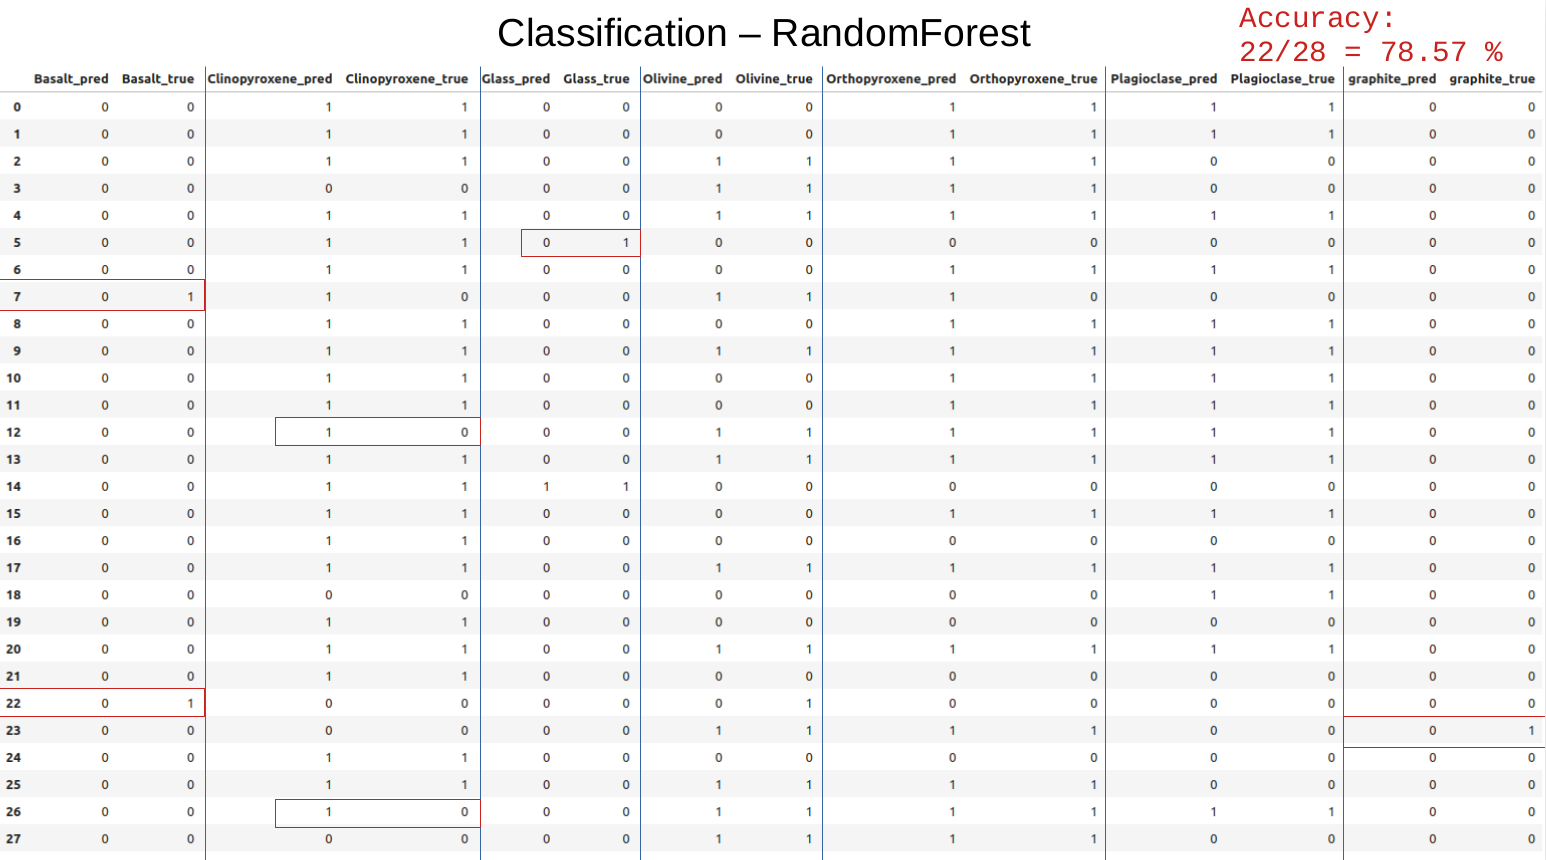 Classification – RandomForest
Accuracy:
22/28 = 78.57 %
Basalt_pred Basalt_true Clinopyroxene_pred Clinopyroxene_true Glass_pred Glass_true Olivine_pred Olivine_true Orthopyroxene_pred Orthopyroxene_true Plagioclase_pred Plagioclase_true graphite_pred graphite_true
0 0 0 1 1 0 0 0 0 1 1 1 1 0 0
1 0 0 1 1 0 0 0 0 1 1 1 1 0 0
2 0 0 1 1 0 0 1 1 1 1 0 0 0 0
3 0 0 0 0 0 0 1 1 1 1 0 0 0 0
4 0 0 1 1 0 0 1 1 1 1 1 1 0 0
5 0 0 1 1 0 1 0 0 0 0 0 0 0 0
6 0 0 1 1 0 0 0 0 1 1 1 1 0 0
7 0 1 1 0 0 0 1 1 1 0 0 0 0 0
8 0 0 1 1 0 0 0 0 1 1 1 1 0 0
9 0 0 1 1 0 0 1 1 1 1 1 1 0 0
10 0 0 1 1 0 0 0 0 1 1 1 1 0 0
11 0 0 1 1 0 0 0 0 1 1 1 1 0 0
12 0 0 1 0 0 0 1 1 1 1 1 1 0 0
13 0 0 1 1 0 0 1 1 1 1 1 1 0 0
14 0 0 1 1 1 1 0 0 0 0 0 0 0 0
15 0 0 1 1 0 0 0 0 1 1 1 1 0 0
16 0 0 1 1 0 0 0 0 0 0 0 0 0 0
17 0 0 1 1 0 0 1 1 1 1 1 1 0 0
18 0 0 0 0 0 0 0 0 0 0 1 1 0 0
19 0 0 1 1 0 0 0 0 0 0 0 0 0 0
20 0 0 1 1 0 0 1 1 1 1 1 1 0 0
21 0 0 1 1 0 0 0 0 0 0 0 0 0 0
22 0 1 0 0 0 0 0 1 0 0 0 0 0 0
23 0 0 0 0 0 0 1 1 1 1 0 0 0 1
24 0 0 1 1 0 0 0 0 0 0 0 0 0 0
25 0 0 1 1 0 0 1 1 1 1 0 0 0 0
26 0 0 1 0 0 0 1 1 1 1 1 1 0 0
27 0 0 0 0 0 0 1 1 1 1 0 0 0 0